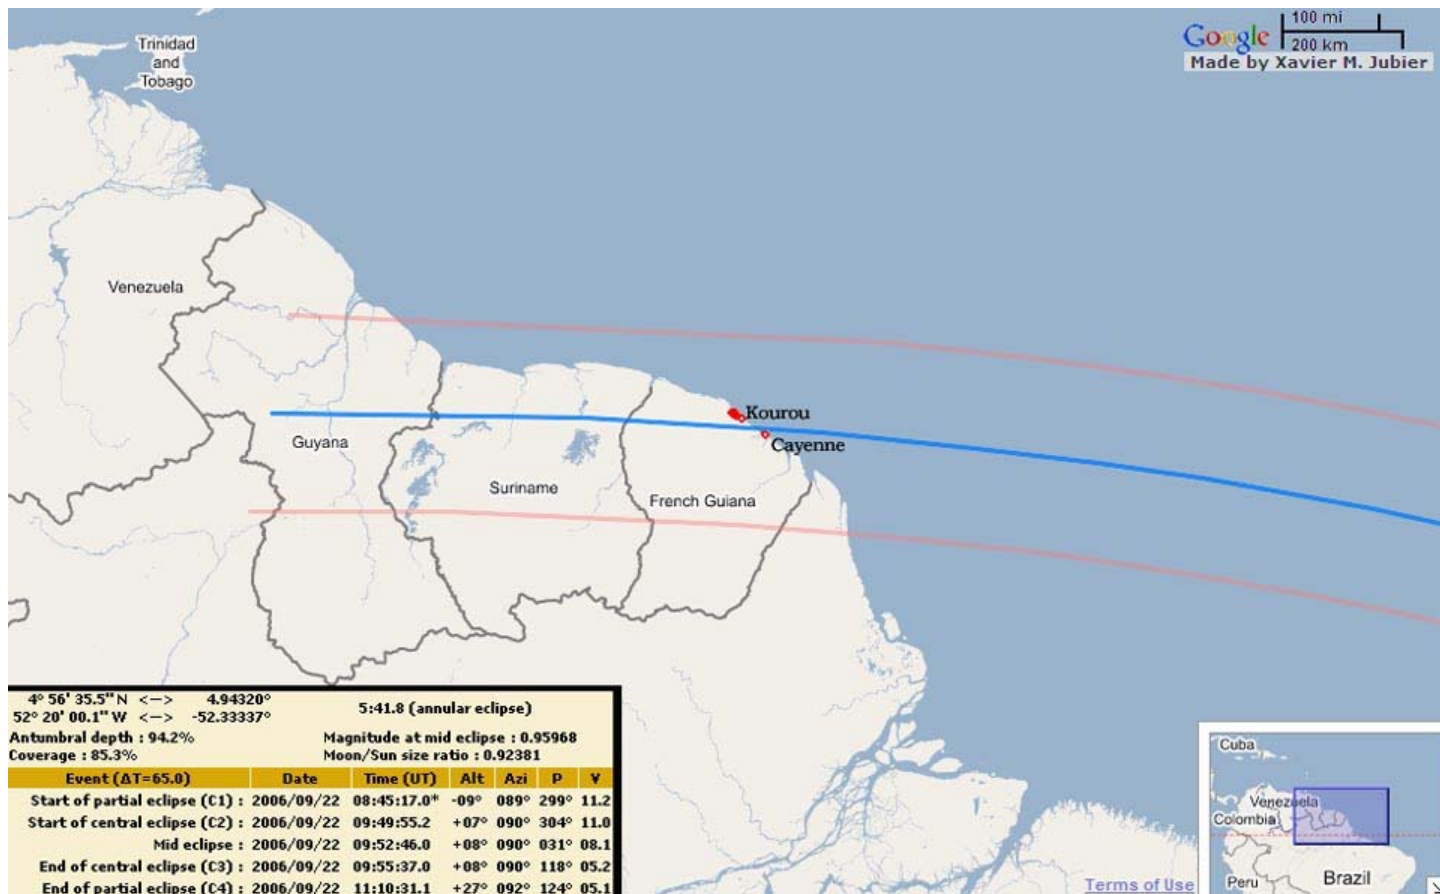 100 mi
Google
200 km
Made by Xavier M. Jubier
Trinidad
and
Tobago
Venezuela
Kourou
Cayenne
Guyana
Suriname
French Guiana
4° 56' 35.5" N <—> 4.94320°
52° 20' 00.1" W <—> -52.33337°
5:41.8 (annular eclipse)
Antumbral depth : 94.2% Magnitude at mid eclipse : 0.95968
Coverage : 85.3% Moon/Sun size ratio : 0.92381
Event (ΔT=65.0) Date Time (UT) Alt Azi P V
Start of partial eclipse (C1) : 2006/09/22 08:45:17.0* -09° 089° 299° 11.2
Start of central eclipse (C2) : 2006/09/22 09:49:55.2 +07° 090° 304° 11.0
Mid eclipse : 2006/09/22 09:52:46.0 +08° 090° 031° 08.1
End of central eclipse (C3) : 2006/09/22 09:55:37.0 +08° 090° 118° 05.2
End of partial eclipse (C4) : 2006/09/22 11:10:31.1 +27° 092° 124° 05.1
Terms of Use
Cuba
Venezuela
Colombia
Peru
Brazil